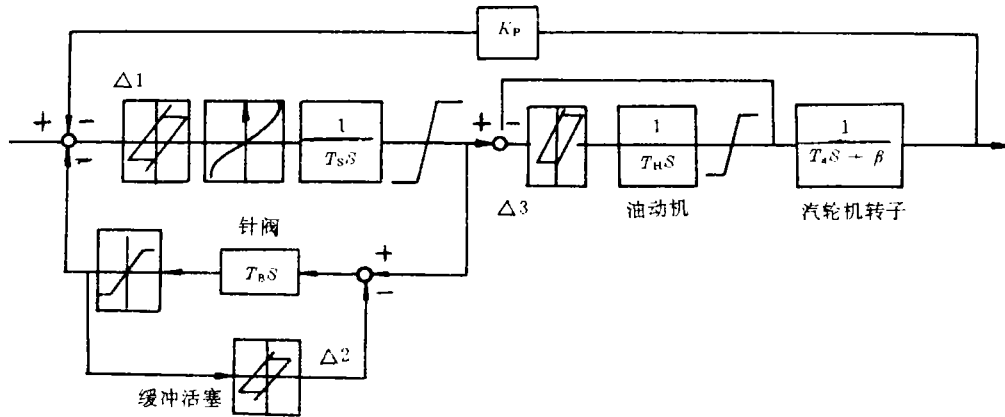 K_P
△1
+
−
−
1
T_S S
+ −
1
T_H S
1
T_a S + β
△3
油动机
汽轮机转子
针阀
T_B S
+
−
△2
缓冲活塞